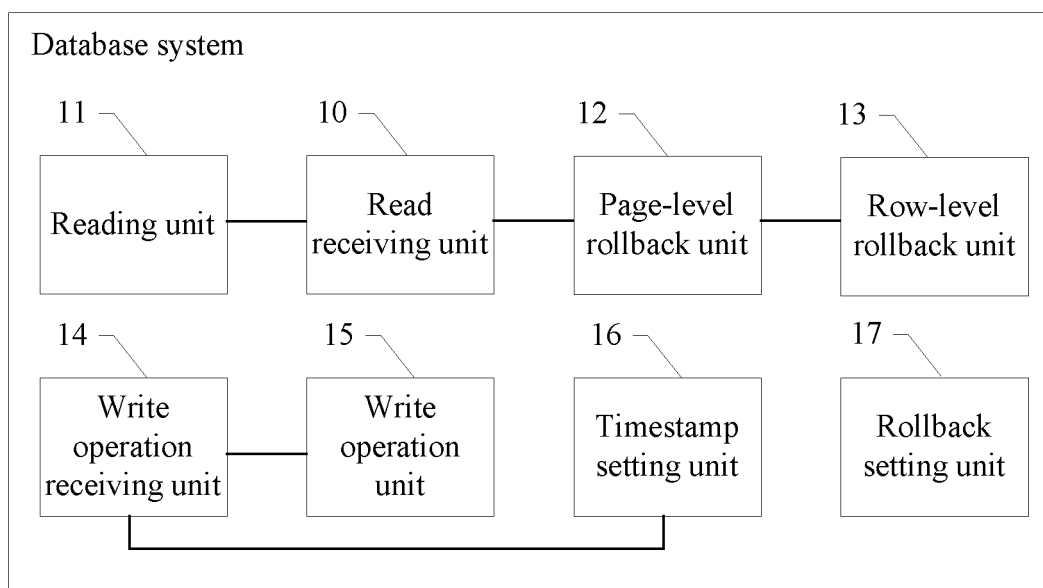 Database system
11
10
12
13
Reading unit
Read
receiving unit
Page-level
rollback unit
Row-level
rollback unit
14
15
16
17
Write
operation
receiving unit
Write
operation
unit
Timestamp
setting unit
Rollback
setting unit